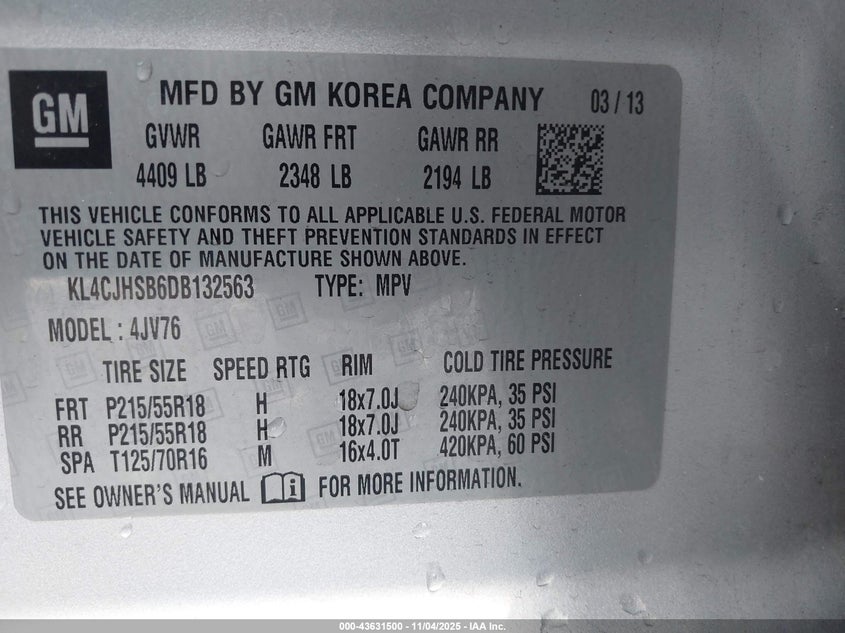 GM
MFD BY GM KOREA COMPANY 03 / 13
GVWR GAWR FRT GAWR RR
4409 LB 2348 LB 2194 LB
THIS VEHICLE CONFORMS TO ALL APPLICABLE U.S. FEDERAL MOTOR
VEHICLE SAFETY AND THEFT PREVENTION STANDARDS IN EFFECT
ON THE DATE OF MANUFACTURE SHOWN ABOVE.
KL4CJHSB6DB132563 TYPE: MPV
MODEL : 4JV76
TIRE SIZE SPEED RTG RIM COLD TIRE PRESSURE
FRT P215/55R18 H 18x7.0J 240KPA, 35 PSI
RR P215/55R18 H 18x7.0J 240KPA, 35 PSI
SPA T125/70R16 M 16x4.0T 420KPA, 60 PSI
SEE OWNER'S MANUAL i FOR MORE INFORMATION.
000-43631500 - 11/04/2025 - IAA Inc.